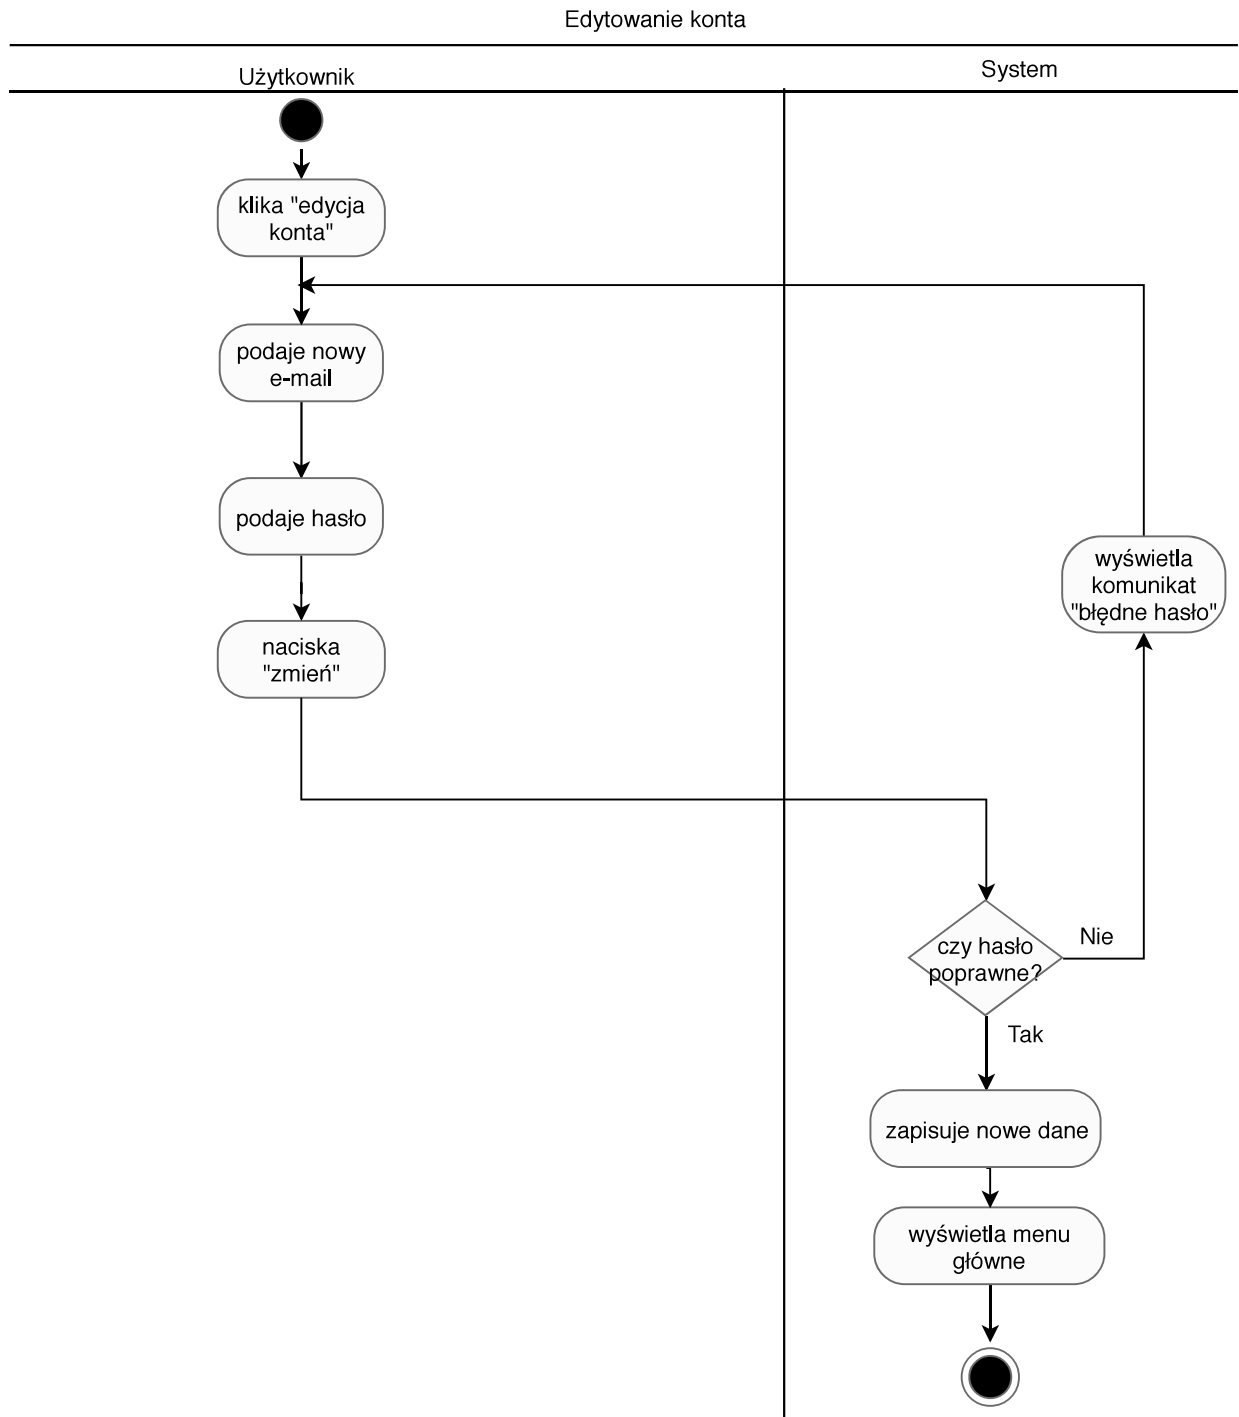 Edytowanie konta
Użytkownik
System
klika "edycja
konta"
podaje nowy
e-mail
podaje hasło
wyświetla
komunikat
"błędne hasło"
naciska
"zmień"
czy hasło
poprawne?
Nie
Tak
zapisuje nowe dane
wyświetla menu
główne